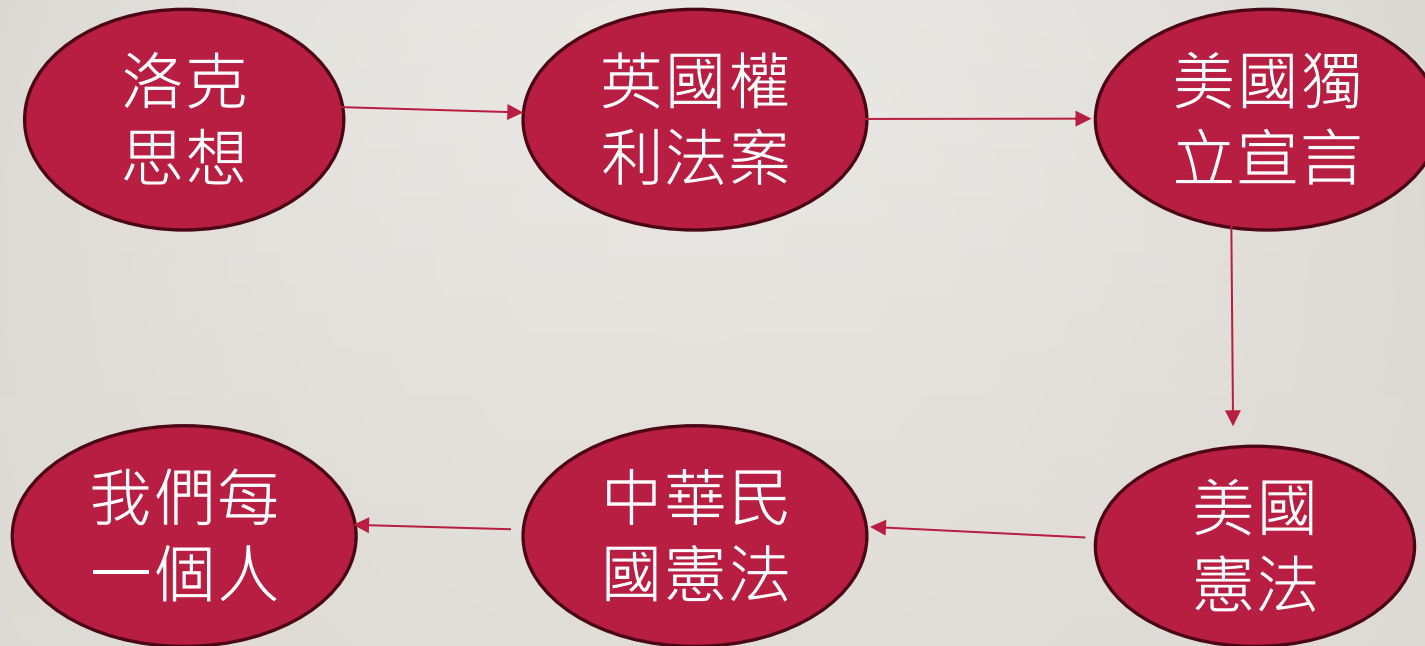 洛克
思想
英國權
利法案
美國獨
立宣言
美國
憲法
中華民
國憲法
我們每
一個人